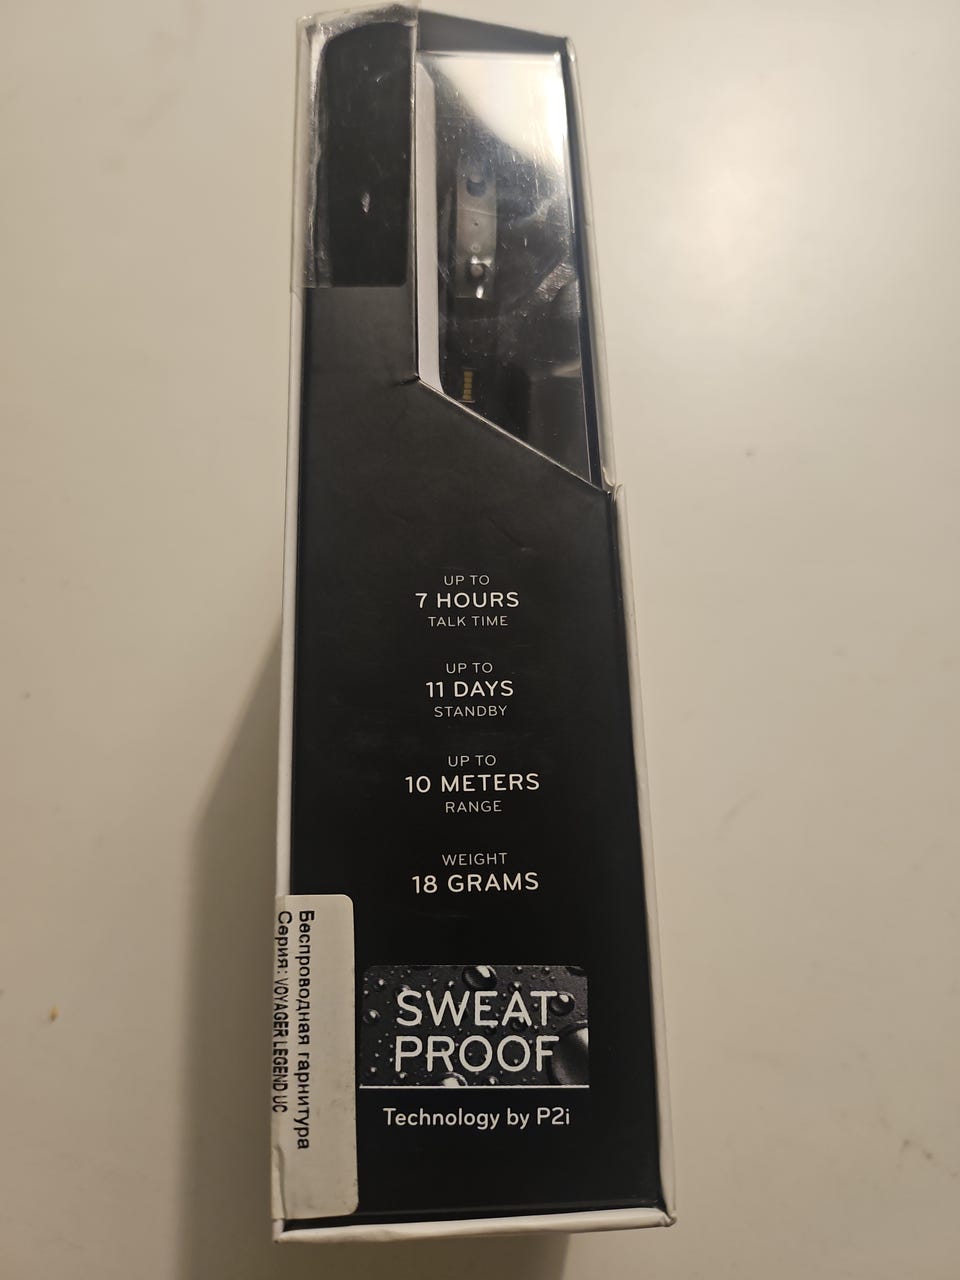 UP TO
7 HOURS
TALK TIME
UP TO
11 DAYS
STANDBY
UP TO
10 METERS
RANGE
WEIGHT
18 GRAMS
SWEAT
PROOF
Technology by P2i
Беспроводная гарнитура
Серия: VOYAGER LEGEND UC